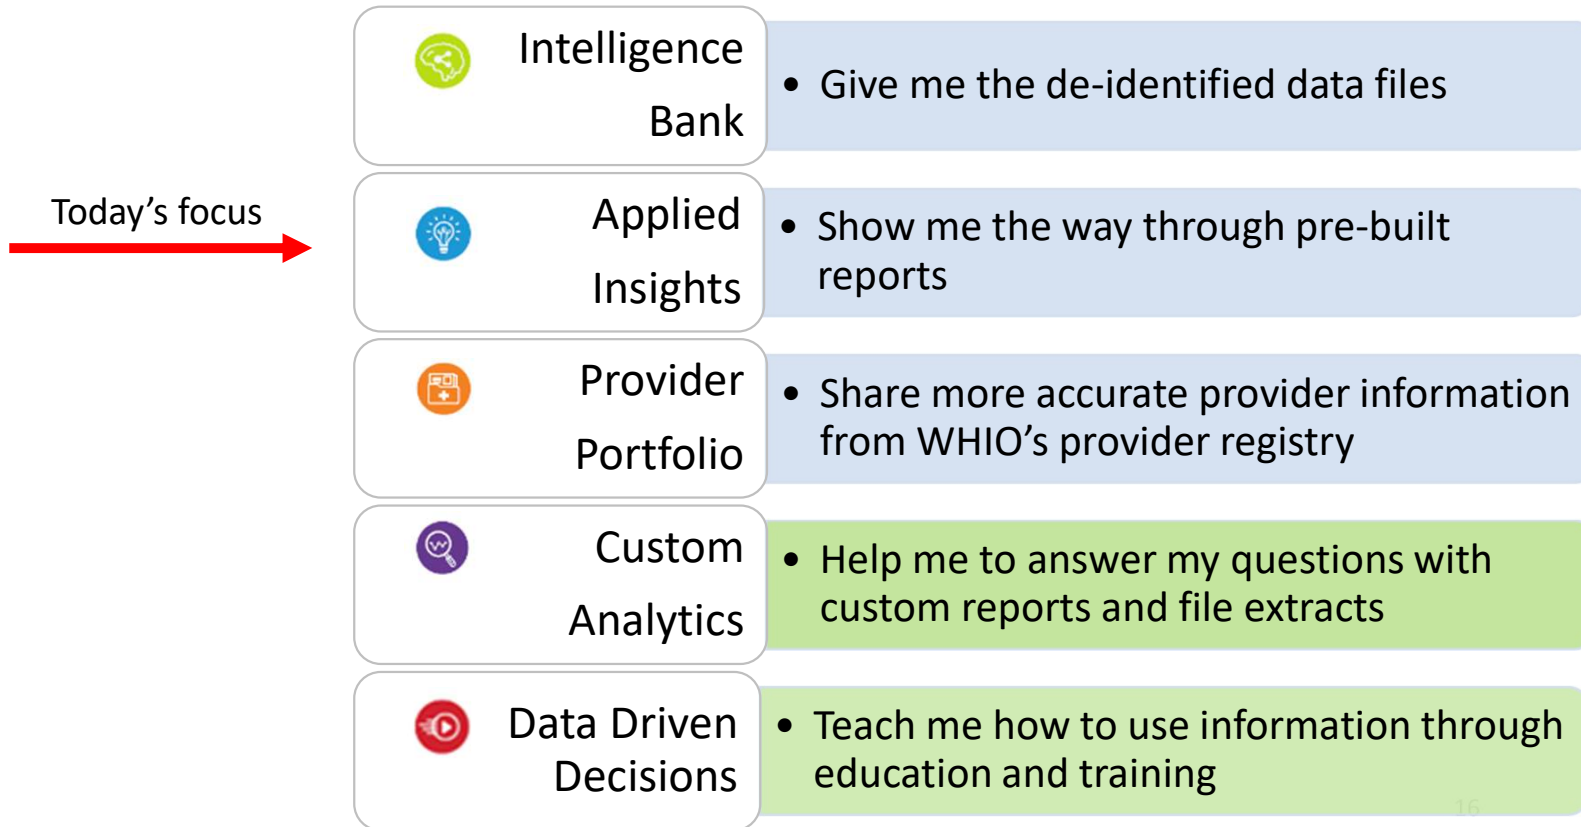 Intelligence
Bank
• Give me the de-identified data files
Today’s focus
Applied
Insights
• Show me the way through pre-built
reports
Provider
Portfolio
• Share more accurate provider information
from WHIO’s provider registry
Custom
Analytics
• Help me to answer my questions with
custom reports and file extracts
Data Driven
Decisions
• Teach me how to use information through
education and training
16